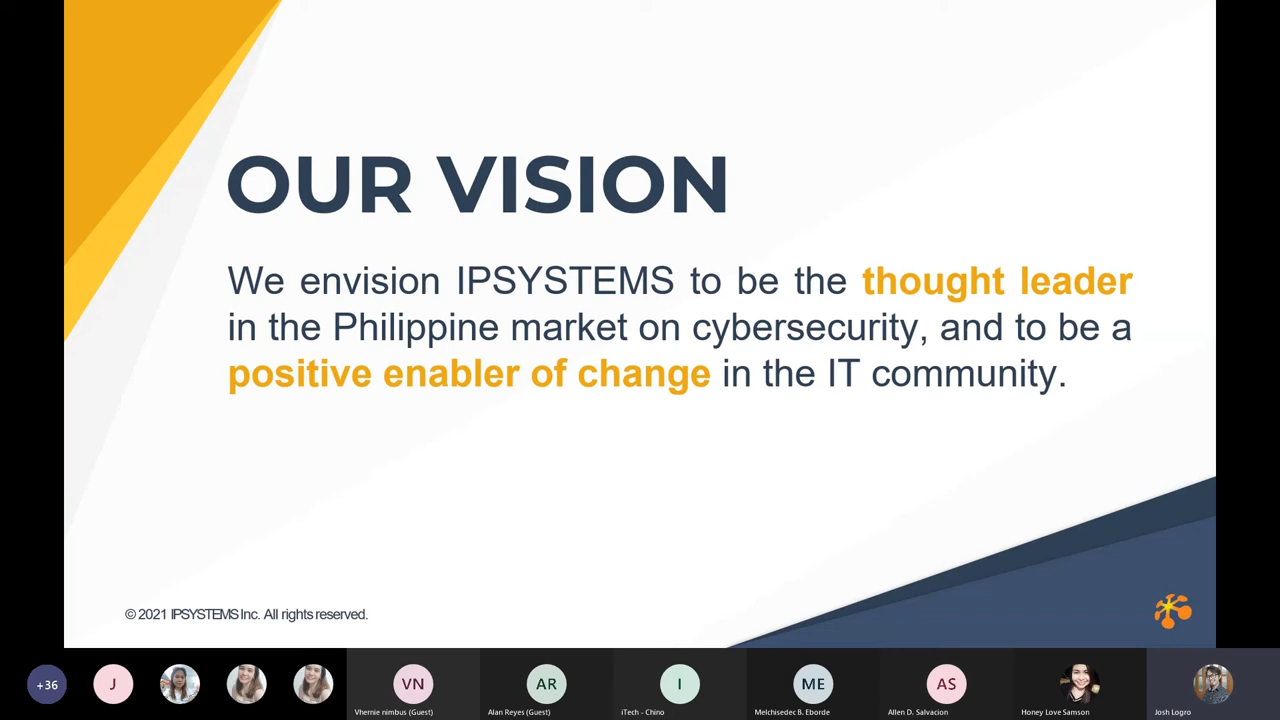 OUR VISION
We envision IPSYSTEMS to be the thought leader
in the Philippine market on cybersecurity, and to be a
positive enabler of change in the IT community.
© 2021 IPSYSTEMS Inc. All rights reserved.
+36
J
VN
AR
I
ME
AS
Vhernie nimbus (Guest)
Alan Reyes (Guest)
iTech - Chino
Melchisedec B. Eborde
Allen D. Salvacion
Honey Love Samson
Josh Logro